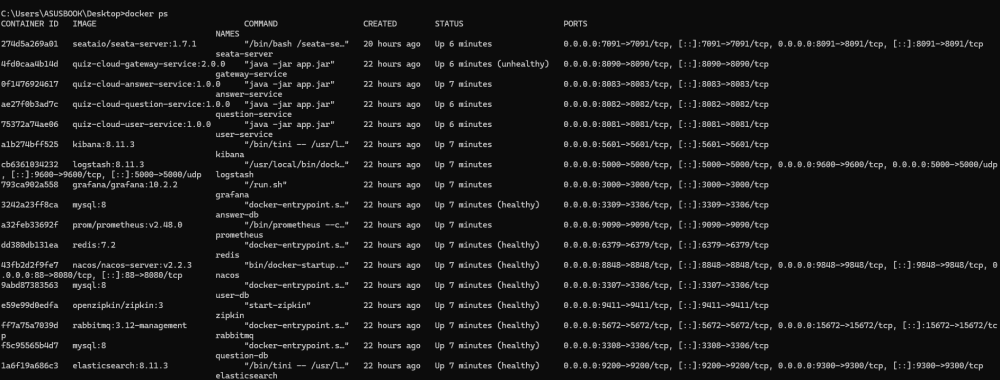 C:\Users\ASUSBOOK\Desktop>docker ps
CONTAINER ID   IMAGE   COMMAND   CREATED   STATUS   PORTS
NAMES
274d5a269a01   seataio/seata-server:1.7.1   "/bin/bash /seata-se…"   20 hours ago   Up 6 minutes   0.0.0.0:7091->7091/tcp, [::]:7091->7091/tcp, 0.0.0.0:8091->8091/tcp, [::]:8091->8091/tcp
seata-server
4fd0caa4b14d   quiz-cloud-gateway-service:2.0.0   "java -jar app.jar"   22 hours ago   Up 6 minutes (unhealthy)   0.0.0.0:8090->8090/tcp, [::]:8090->8090/tcp
gateway-service
0f1476924617   quiz-cloud-answer-service:1.0.0   "java -jar app.jar"   22 hours ago   Up 7 minutes   0.0.0.0:8083->8083/tcp, [::]:8083->8083/tcp
answer-service
ae27f0b3ad7c   quiz-cloud-question-service:1.0.0   "java -jar app.jar"   22 hours ago   Up 6 minutes   0.0.0.0:8082->8082/tcp, [::]:8082->8082/tcp
question-service
75372a74ae06   quiz-cloud-user-service:1.0.0   "java -jar app.jar"   22 hours ago   Up 6 minutes   0.0.0.0:8081->8081/tcp, [::]:8081->8081/tcp
user-service
a1b274bff525   kibana:8.11.3   "/bin/tini -- /usr/l…"   22 hours ago   Up 7 minutes   0.0.0.0:5601->5601/tcp, [::]:5601->5601/tcp
kibana
cb6361034232   logstash:8.11.3   "/usr/local/bin/dock…"   22 hours ago   Up 7 minutes   0.0.0.0:5000->5000/tcp, [::]:5000->5000/tcp, 0.0.0.0:9600->9600/tcp, 0.0.0.0:5000->5000/udp
, [::]:9600->9600/tcp, [::]:5000->5000/udp   logstash
793ca902a558   grafana/grafana:10.2.2   "/run.sh"   22 hours ago   Up 7 minutes   0.0.0.0:3000->3000/tcp, [::]:3000->3000/tcp
grafana
3242a23ff8ca   mysql:8   "docker-entrypoint.s…"   22 hours ago   Up 7 minutes (healthy)   0.0.0.0:3309->3306/tcp, [::]:3309->3306/tcp
answer-db
a32feb33692f   prom/prometheus:v2.48.0   "/bin/prometheus --c…"   22 hours ago   Up 7 minutes   0.0.0.0:9090->9090/tcp, [::]:9090->9090/tcp
prometheus
dd380db131ea   redis:7.2   "docker-entrypoint.s…"   22 hours ago   Up 7 minutes (healthy)   0.0.0.0:6379->6379/tcp, [::]:6379->6379/tcp
redis
43fb2d2f9fe7   nacos/nacos-server:v2.2.3   "bin/docker-startup.…"   22 hours ago   Up 7 minutes (healthy)   0.0.0.0:8848->8848/tcp, [::]:8848->8848/tcp, 0.0.0.0:9848->9848/tcp, [::]:9848->9848/tcp, 0
.0.0.0:88->8080/tcp, [::]:88->8080/tcp   nacos
9abd87383563   mysql:8   "docker-entrypoint.s…"   22 hours ago   Up 7 minutes (healthy)   0.0.0.0:3307->3306/tcp, [::]:3307->3306/tcp
user-db
e59e99d0edfa   openzipkin/zipkin:3   "start-zipkin"   22 hours ago   Up 7 minutes (healthy)   0.0.0.0:9411->9411/tcp, [::]:9411->9411/tcp
zipkin
ff7a75a7039d   rabbitmq:3.12-management   "docker-entrypoint.s…"   22 hours ago   Up 7 minutes (healthy)   0.0.0.0:5672->5672/tcp, [::]:5672->5672/tcp, 0.0.0.0:15672->15672/tcp, [::]:15672->15672/tc
p   rabbitmq
f5c95565b4d7   mysql:8   "docker-entrypoint.s…"   22 hours ago   Up 7 minutes (healthy)   0.0.0.0:3308->3306/tcp, [::]:3308->3306/tcp
question-db
1a6f19a686c3   elasticsearch:8.11.3   "/bin/tini -- /usr/l…"   22 hours ago   Up 7 minutes (healthy)   0.0.0.0:9200->9200/tcp, [::]:9200->9200/tcp, 0.0.0.0:9300->9300/tcp, [::]:9300->9300/tcp
elasticsearch